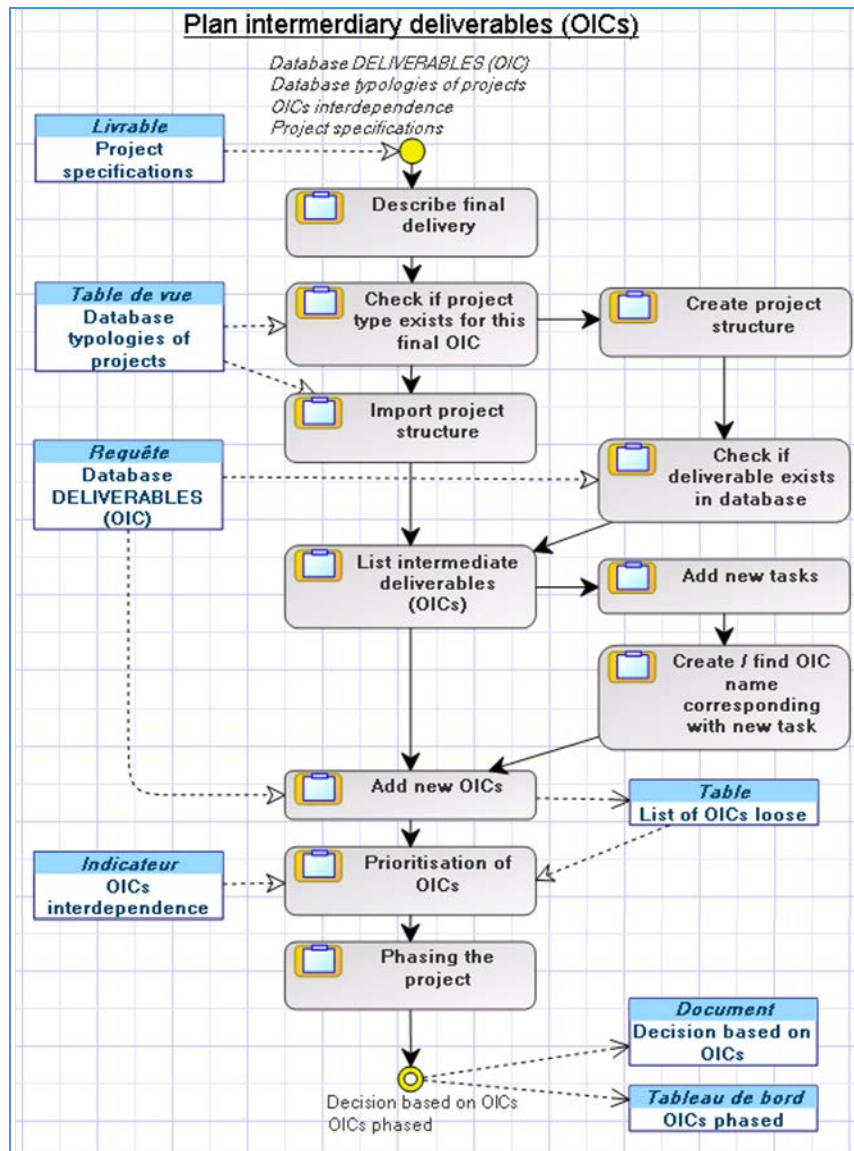 Plan intermerdiary deliverables (OICs)
Database DELIVERABLES (OIC)
Database typologies of projects
OICs interdependence
Project specifications
Livrable
Project
specifications
Describe final
delivery
Table de vue
Database
typologies of
projects
Check if project
type exists for this
final OIC
Create project
structure
Import project
structure
Requête
Database
DELIVERABLES
(OIC)
Check if
deliverable exists
in database
List intermediate
deliverables
(OICs)
Add new tasks
Create / find OIC
name
corresponding
with new task
Add new OICs
Table
List of OICs loose
Indicateur
OICs
interdependence
Prioritisation of
OICs
Phasing the
project
Document
Decision based on
OICs
Decision based on OICs
OICs phased
Tableau de bord
OICs phased